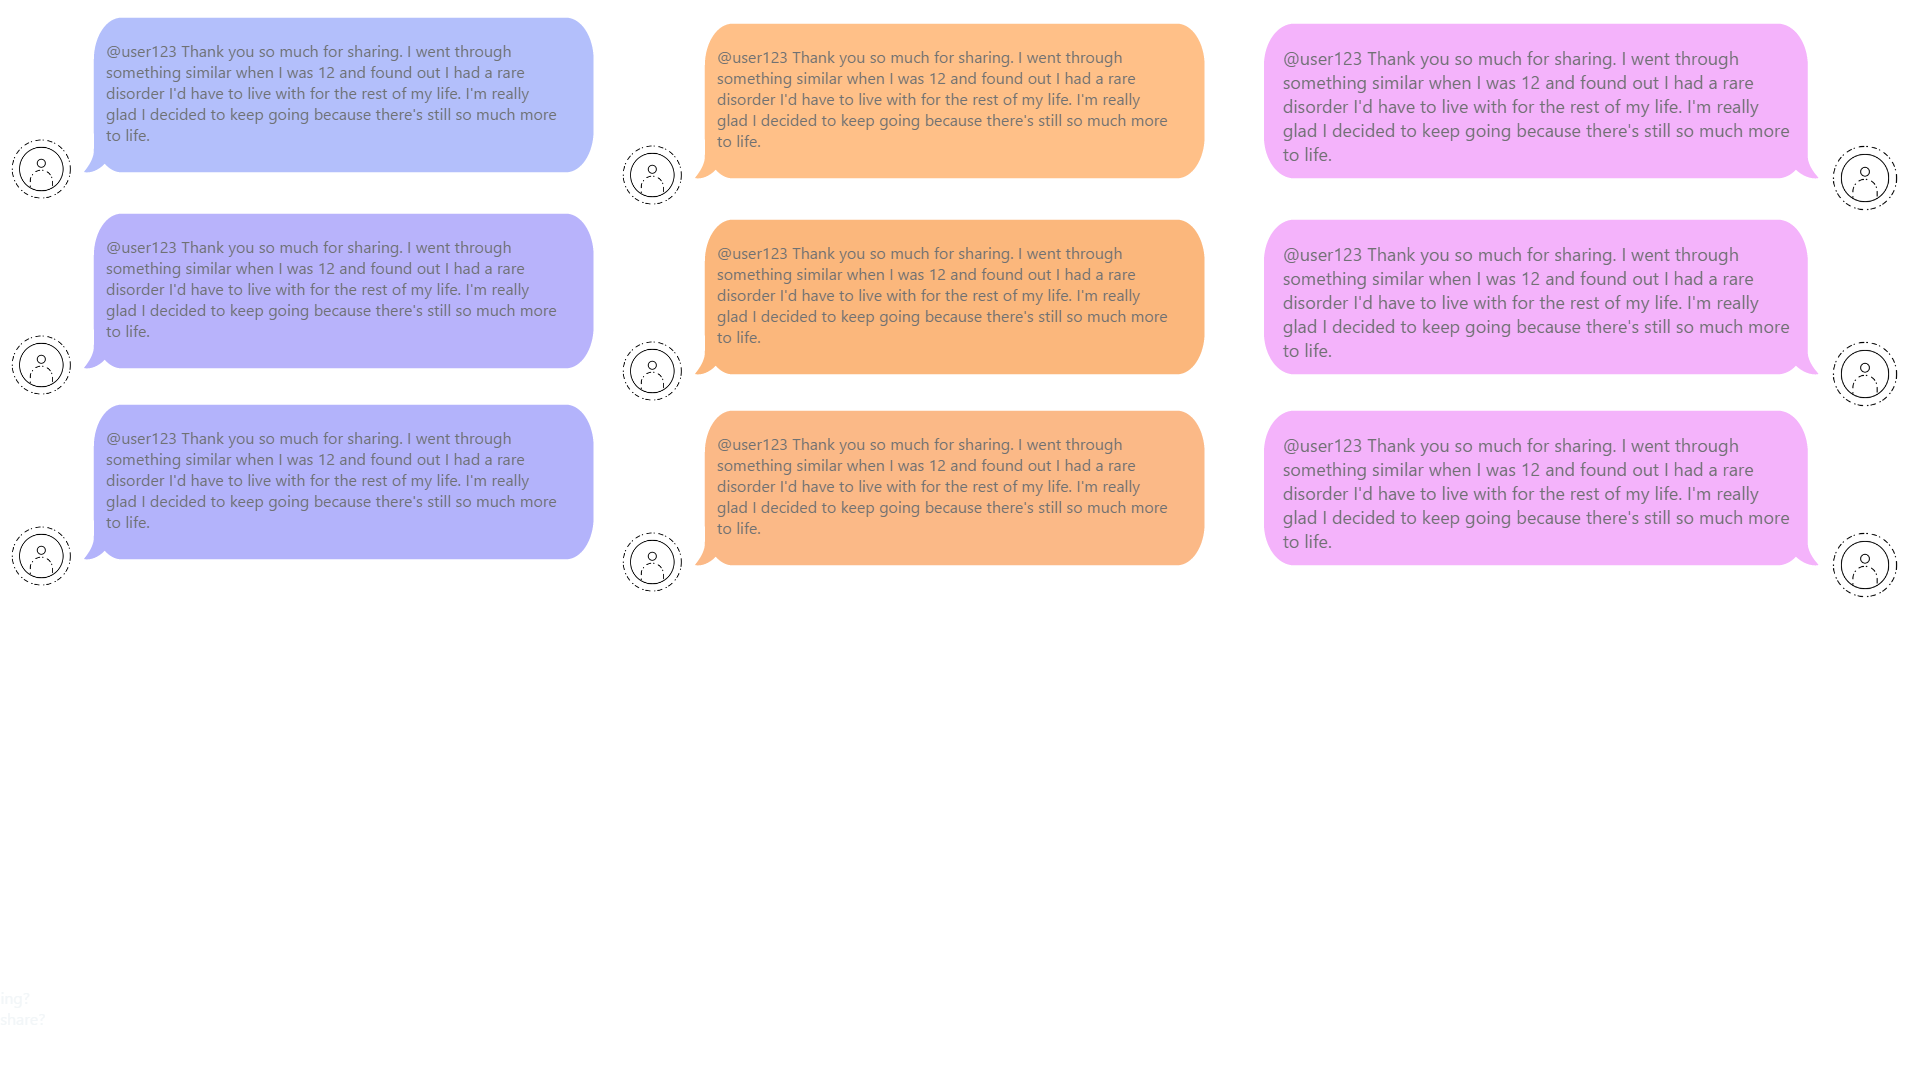 @user123 Thank you so much for sharing. I went through
something similar when I was 12 and found out I had a rare
disorder I'd have to live with for the rest of my life. I'm really
glad I decided to keep going because there's still so much more
to life.
@user123 Thank you so much for sharing. I went through
something similar when I was 12 and found out I had a rare
disorder I'd have to live with for the rest of my life. I'm really
glad I decided to keep going because there's still so much more
to life.
@user123 Thank you so much for sharing. I went through
something similar when I was 12 and found out I had a rare
disorder I'd have to live with for the rest of my life. I'm really
glad I decided to keep going because there's still so much more
to life.
@user123 Thank you so much for sharing. I went through
something similar when I was 12 and found out I had a rare
disorder I'd have to live with for the rest of my life. I'm really
glad I decided to keep going because there's still so much more
to life.
@user123 Thank you so much for sharing. I went through
something similar when I was 12 and found out I had a rare
disorder I'd have to live with for the rest of my life. I'm really
glad I decided to keep going because there's still so much more
to life.
@user123 Thank you so much for sharing. I went through
something similar when I was 12 and found out I had a rare
disorder I'd have to live with for the rest of my life. I'm really
glad I decided to keep going because there's still so much more
to life.
@user123 Thank you so much for sharing. I went through
something similar when I was 12 and found out I had a rare
disorder I'd have to live with for the rest of my life. I'm really
glad I decided to keep going because there's still so much more
to life.
@user123 Thank you so much for sharing. I went through
something similar when I was 12 and found out I had a rare
disorder I'd have to live with for the rest of my life. I'm really
glad I decided to keep going because there's still so much more
to life.
@user123 Thank you so much for sharing. I went through
something similar when I was 12 and found out I had a rare
disorder I'd have to live with for the rest of my life. I'm really
glad I decided to keep going because there's still so much more
to life.
ing?
share?